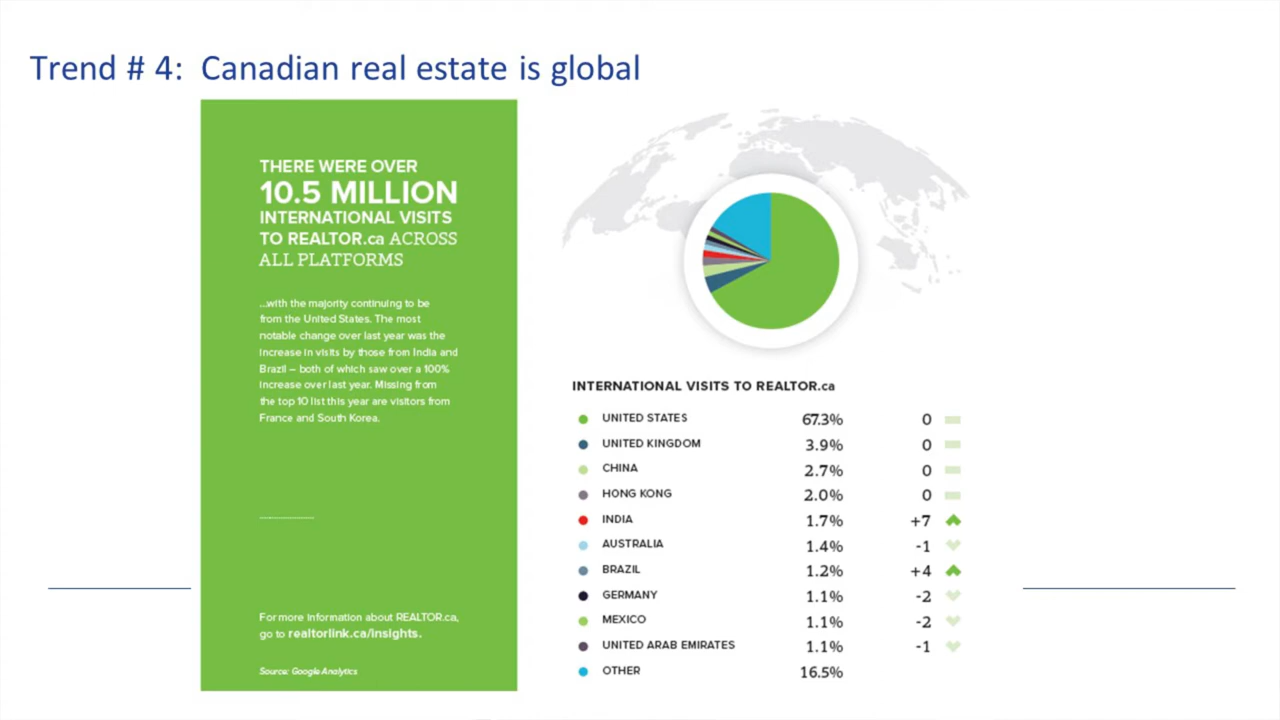 Trend # 4: Canadian real estate is global
THERE WERE OVER
10.5 MILLION
INTERNATIONAL VISITS
TO REALTOR.ca ACROSS
ALL PLATFORMS
...with the majority continuing to be
from the United States. The most
notable change over last year was the
increase in visits by those from India and
Brazil – both of which saw over a 100%
increase over last year. Missing from
the top 10 list this year are visitors from
France and South Korea.
For more information about REALTOR.ca,
go to realtorlink.ca/insights.
Source: Google Analytics
INTERNATIONAL VISITS TO REALTOR.ca
UNITED STATES 67.3% 0
UNITED KINGDOM 3.9% 0
CHINA 2.7% 0
HONG KONG 2.0% 0
INDIA 1.7% +7
AUSTRALIA 1.4% -1
BRAZIL 1.2% +4
GERMANY 1.1% -2
MEXICO 1.1% -2
UNITED ARAB EMIRATES 1.1% -1
OTHER 16.5%